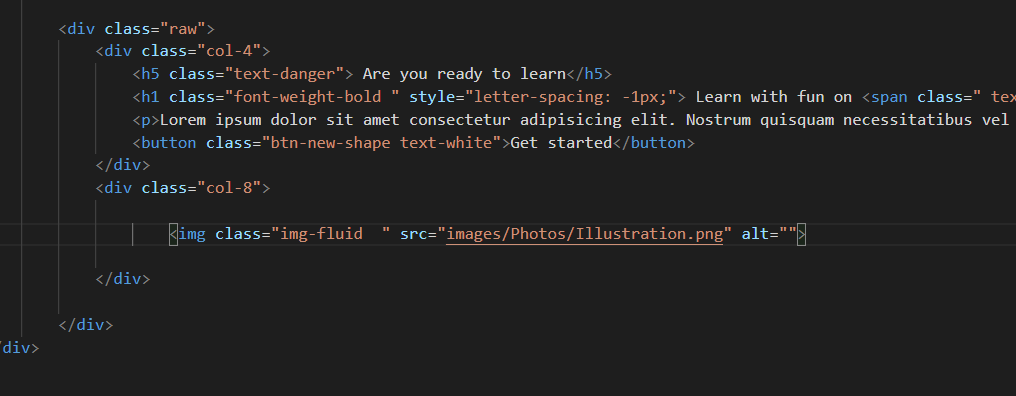 <div class="raw">
<div class="col-4">
<h5 class="text-danger"> Are you ready to learn</h5>
<h1 class="font-weight-bold " style="letter-spacing: -1px;"> Learn with fun on <span class=" tex
<p>Lorem ipsum dolor sit amet consectetur adipisicing elit. Nostrum quisquam necessitatibus vel
<button class="btn-new-shape text-white">Get started</button>
</div>
<div class="col-8">
<img class="img-fluid  " src="images/Photos/Illustration.png" alt="">
</div>
</div>
/div>